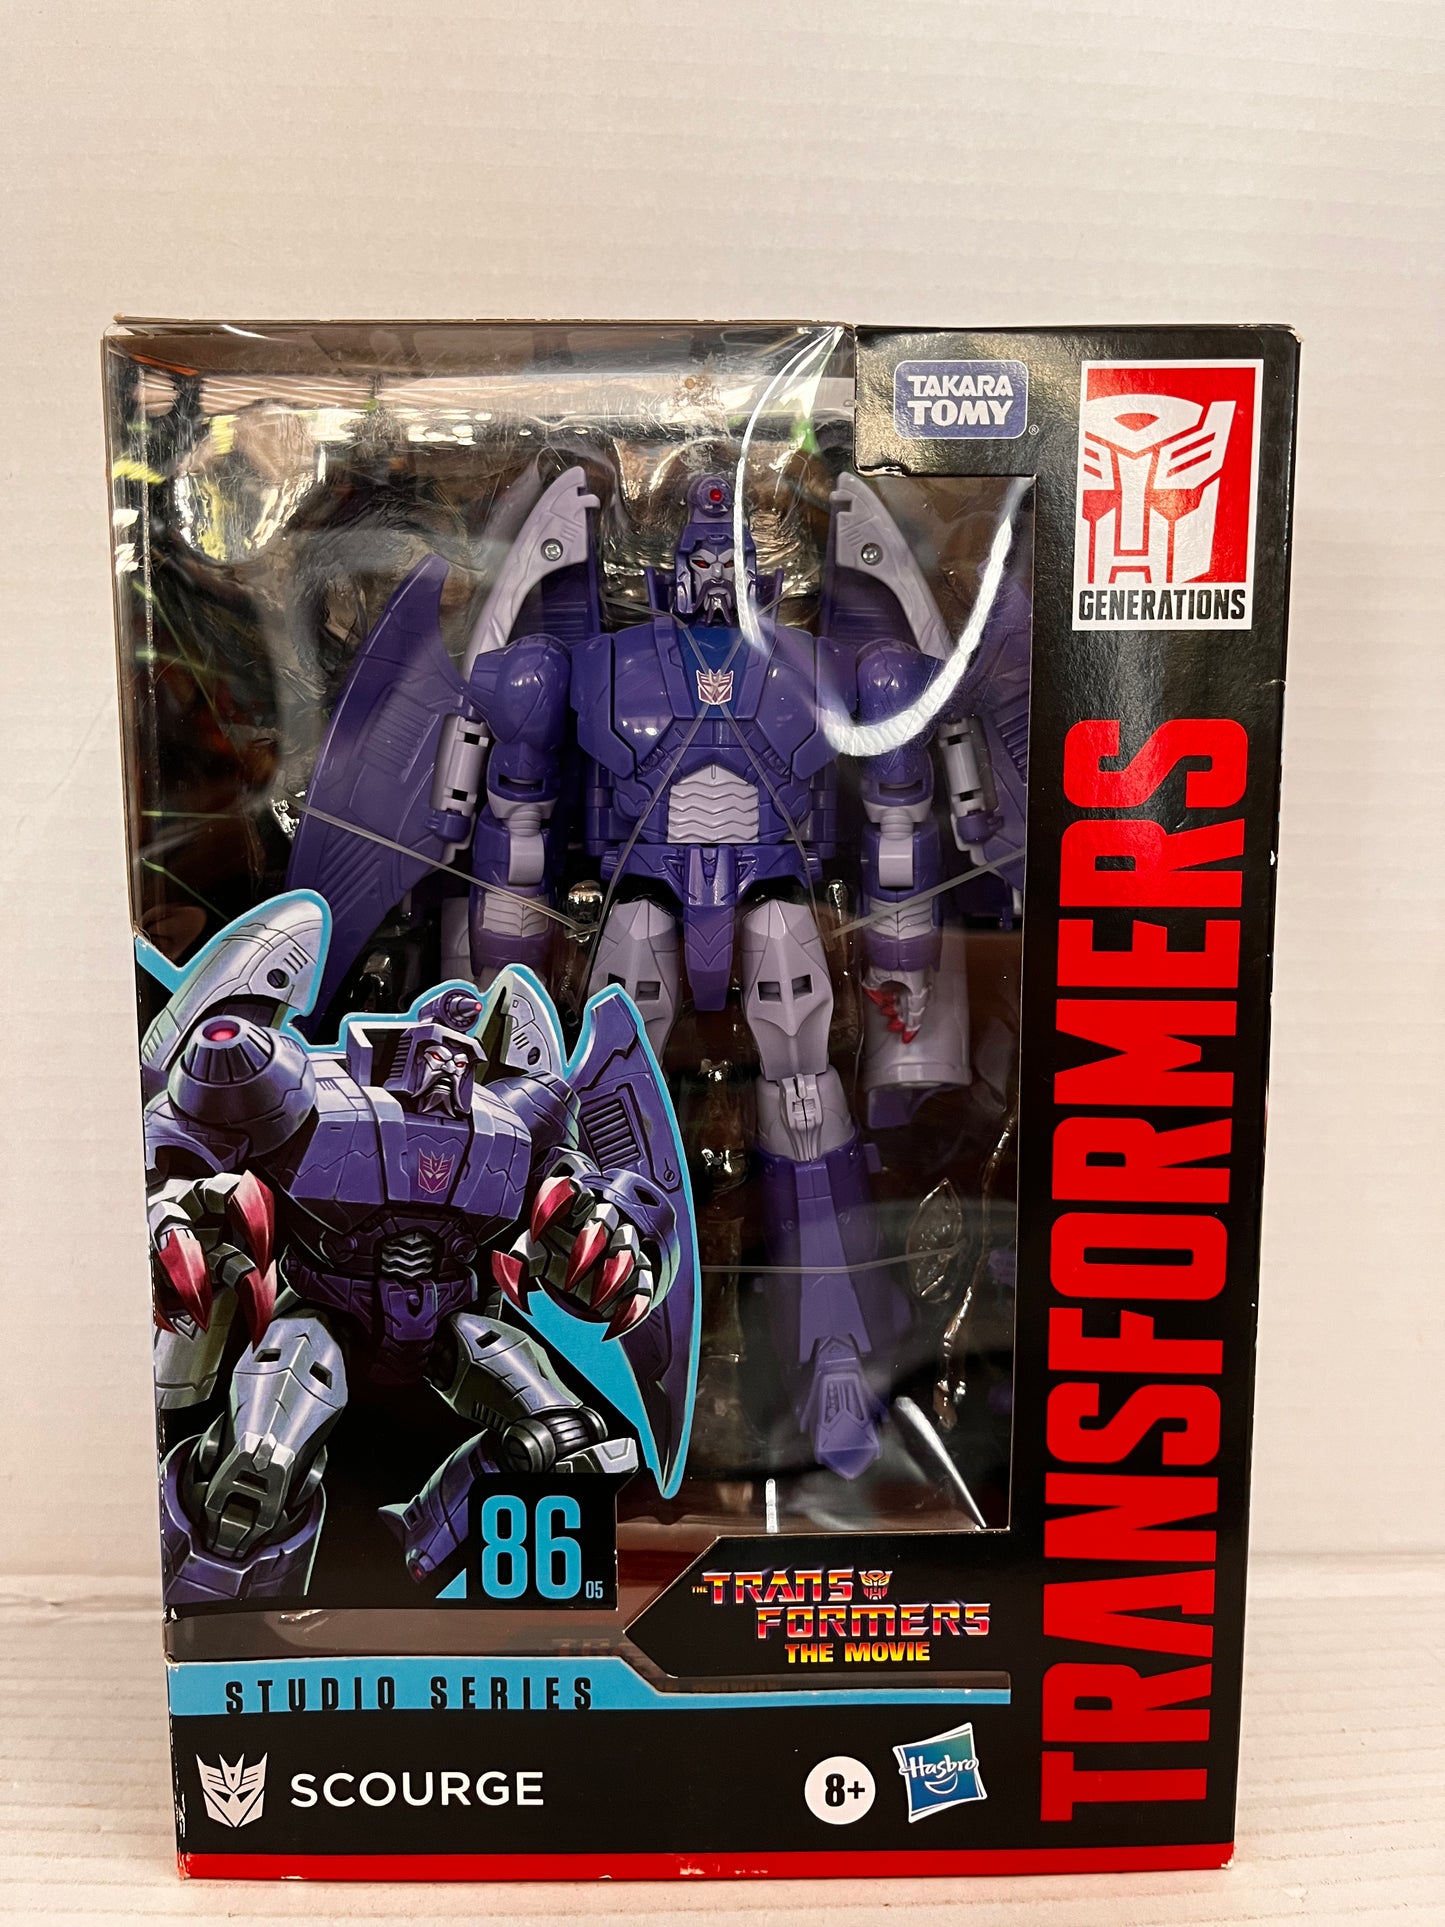 TAKARA
TOMY
®
GENERATIONS
TRANSFORMERS
86
05
THE TRANSFORMERS
THE MOVIE
STUDIO SERIES
SCOURGE
8+
Hasbro